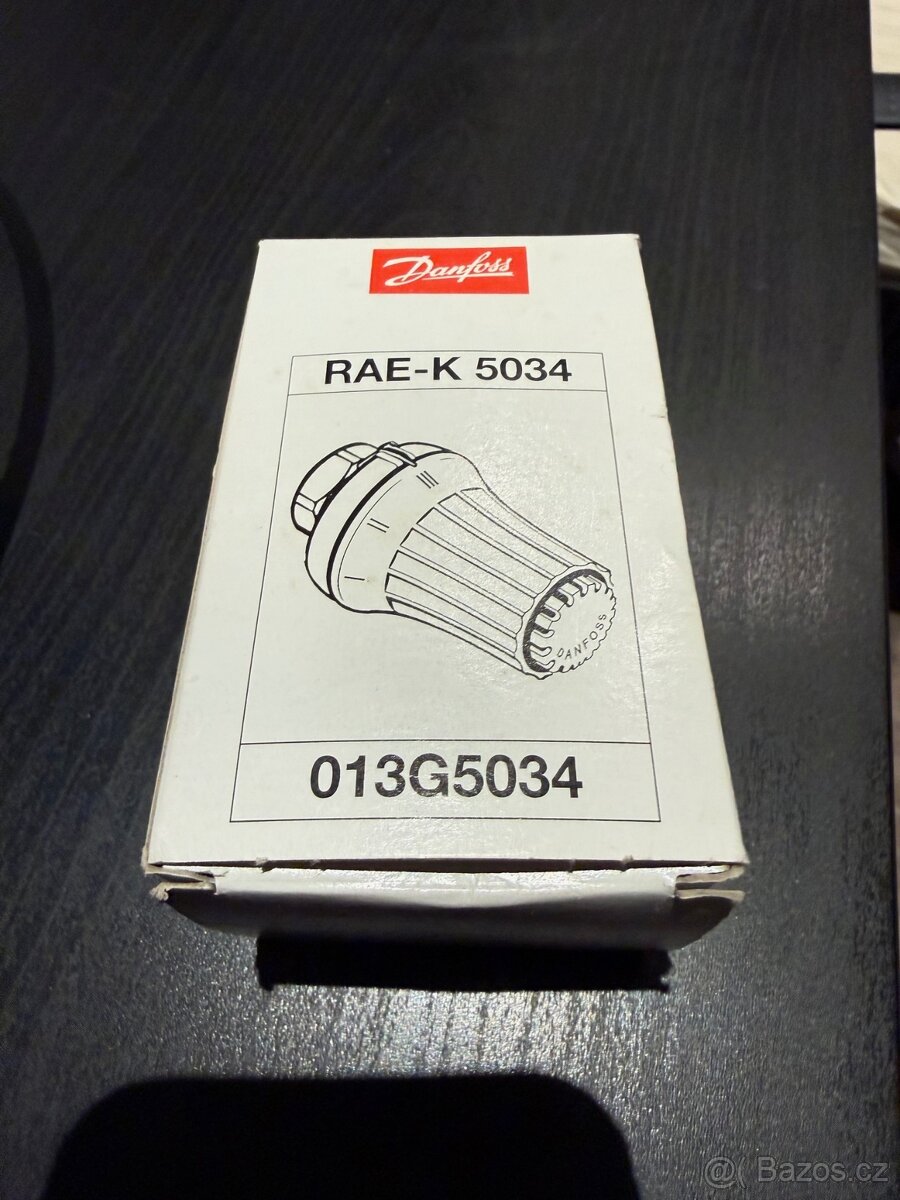 Danfoss
RAE-K 5034
DANFOSS
013G5034
@( Bazos.cz